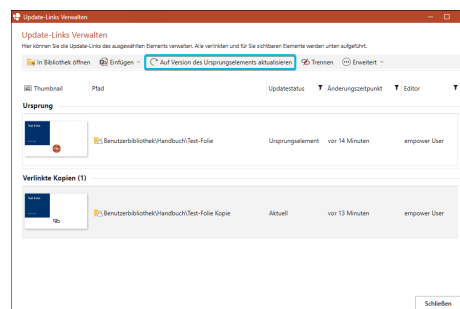 Update-Links Verwalten
Update-Links Verwalten
Hier können Sie die Update-Links des ausgewählten Elements verwalten. Alle verlinkten und für Sie sichtbaren Elemente werden unten aufgeführt.
In Bibliothek öffnen Einfügen Auf Version des Ursprungselements aktualisieren Trennen Erweitert
Thumbnail Pfad Updatestatus Änderungszeitpunkt Editor
Ursprung
Test-Folie
Benutzerbibliothek\Handbuch\Test-Folie Ursprungselement vor 14 Minuten empower User
Verlinkte Kopien (1)
Test-Folie
Benutzerbibliothek\Handbuch\Test-Folie Kopie Aktuell vor 13 Minuten empower User
Schließen